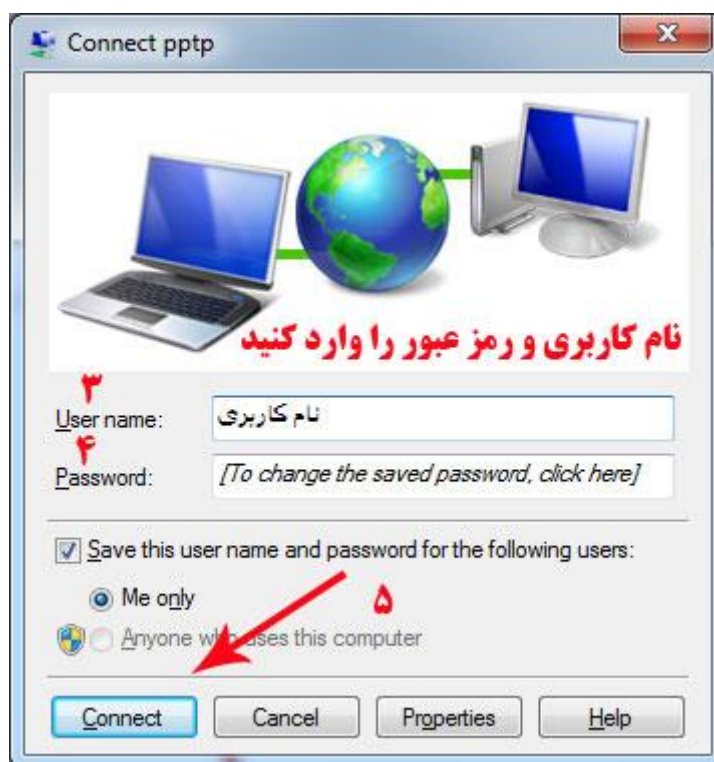 Connect pptp
نام کاربری و رمز عبور را وارد کنید
۳
User name:
نام کاربری
۴
Password:
[To change the saved password, click here]
Save this user name and password for the following users:
Me only
۵
Anyone who uses this computer
Connect
Cancel
Properties
Help